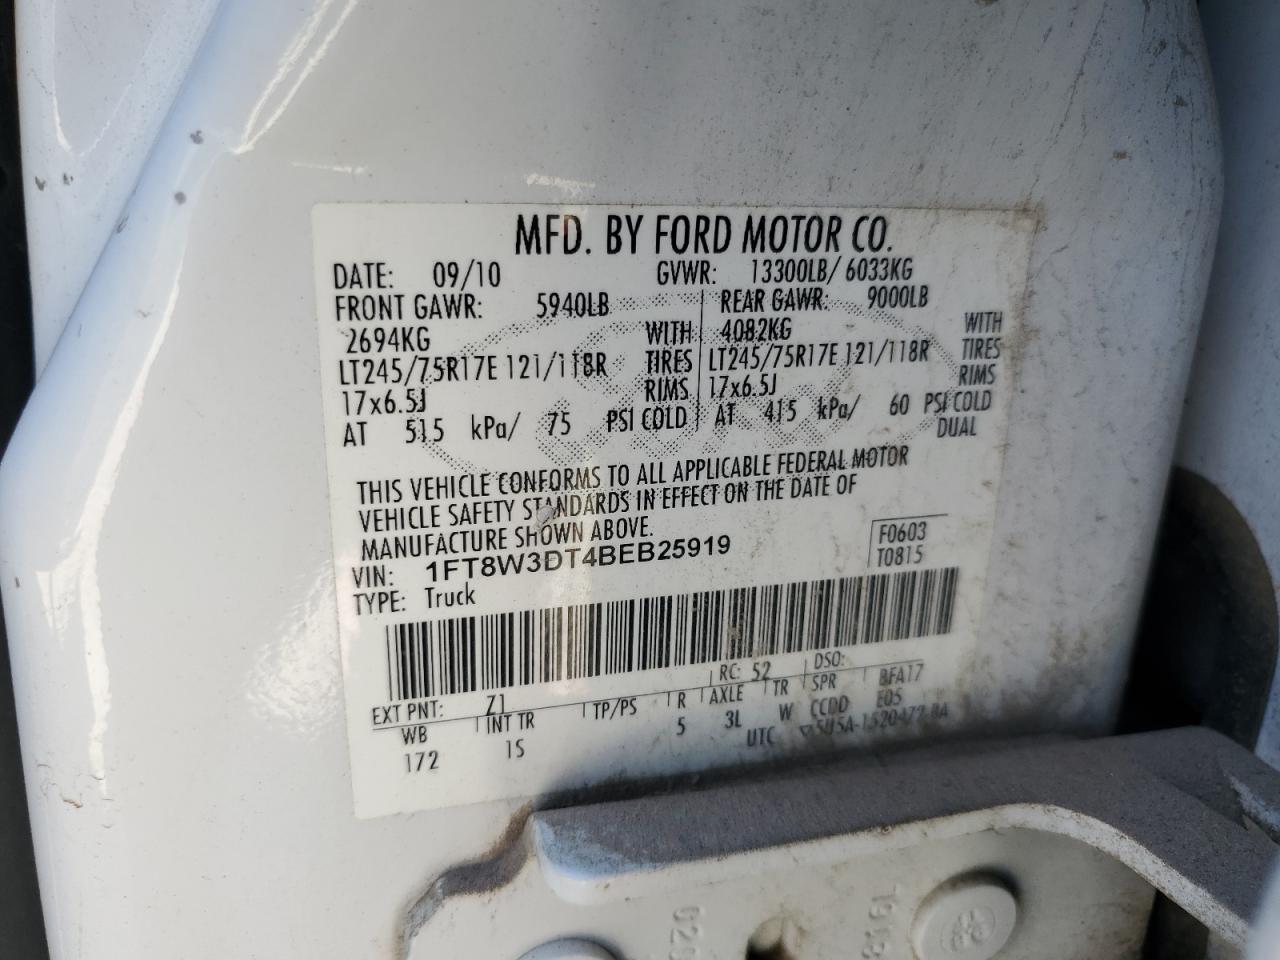 MFD. BY FORD MOTOR CO.
DATE: 09/10 GVWR: 13300LB/ 6033KG
FRONT GAWR: 5940LB REAR GAWR: 9000LB
2694KG WITH 4082KG WITH
LT245/75R17E 121/118R TIRES LT245/75R17E 121/118R TIRES
17x6.5J RIMS 17x6.5J RIMS
AT 515 kPa/ 75 PSI COLD AT 415 kPa/ 60 PSI COLD
DUAL
THIS VEHICLE CONFORMS TO ALL APPLICABLE FEDERAL MOTOR
VEHICLE SAFETY STANDARDS IN EFFECT ON THE DATE OF
MANUFACTURE SHOWN ABOVE.
VIN: 1FT8W3DT4BEB25919 F0603
TYPE: Truck T0815
EXT PNT: Z1 RC: 52 DSO:
WB INT TR TP/PS R AXLE TR SPR BFA17
172 1S 5 3L W CCDD E05
UTC